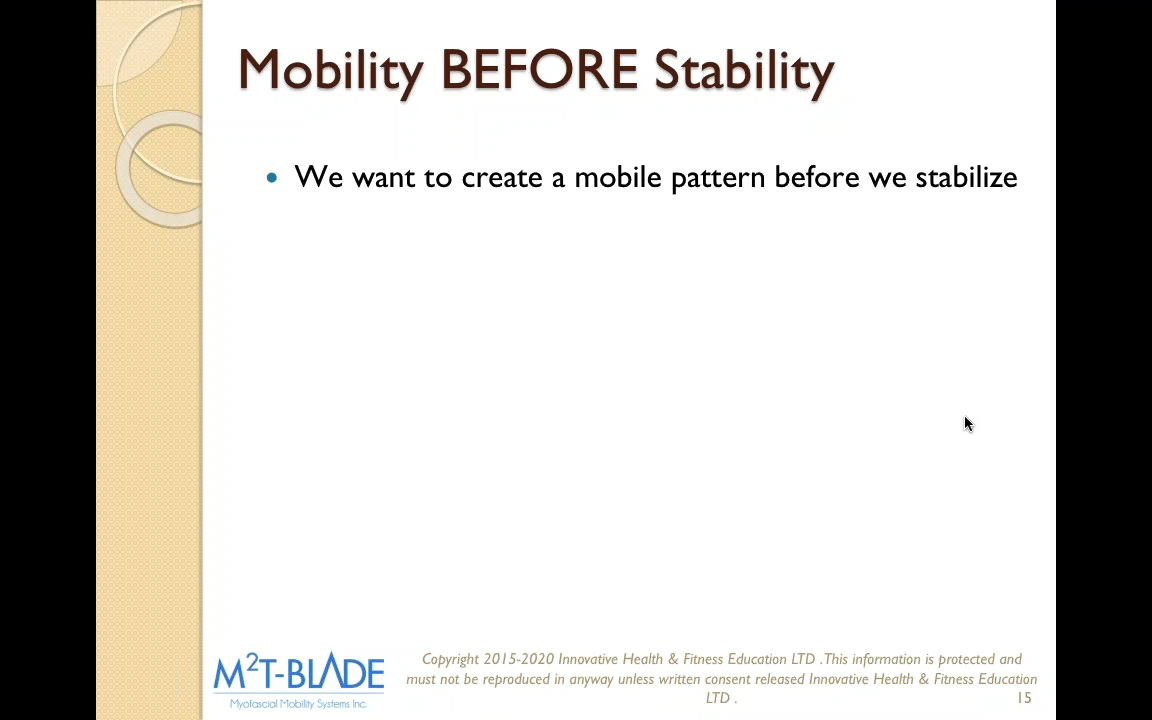 Mobility BEFORE Stability
• We want to create a mobile pattern before we stabilize
M²T-BLADE
Myofascial Mobility Systems Inc.
Copyright 2015-2020 Innovative Health & Fitness Education LTD .This information is protected and
must not be reproduced in anyway unless written consent released Innovative Health & Fitness Education
LTD .
15